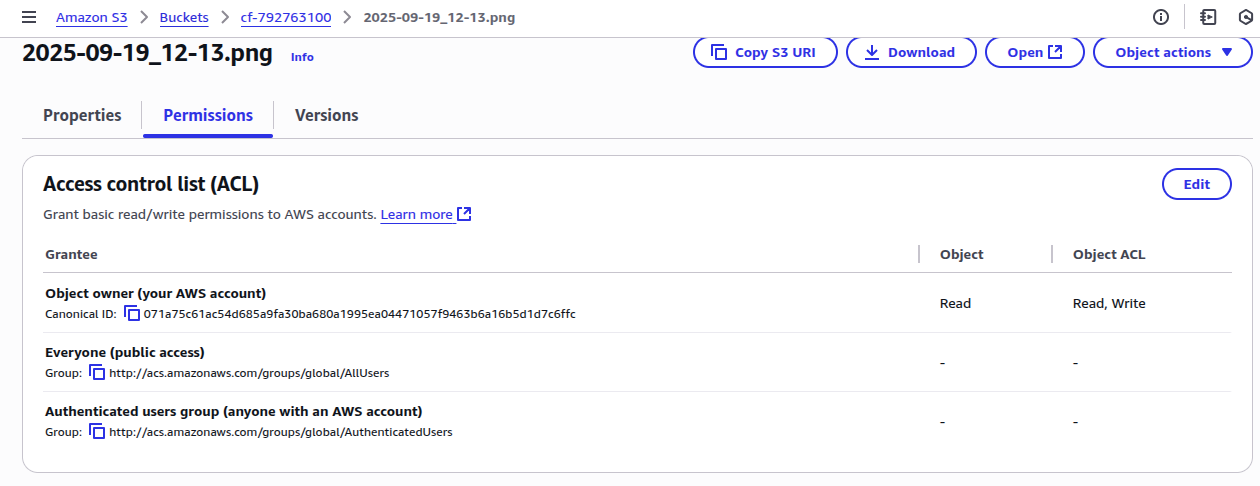 Amazon S3 > Buckets > cf-792763100 > 2025-09-19_12-13.png
2025-09-19_12-13.png Info
Copy S3 URI Download Open Object actions
Properties Permissions Versions
Access control list (ACL)
Edit
Grant basic read/write permissions to AWS accounts. Learn more
Grantee Object Object ACL
Object owner (your AWS account)
Canonical ID: 071a75c61ac54d685a9fa30ba680a1995ea04471057f9463b6a16b5d1d7c6ffc
Read Read, Write
Everyone (public access)
Group: http://acs.amazonaws.com/groups/global/AllUsers
- -
Authenticated users group (anyone with an AWS account)
Group: http://acs.amazonaws.com/groups/global/AuthenticatedUsers
- -